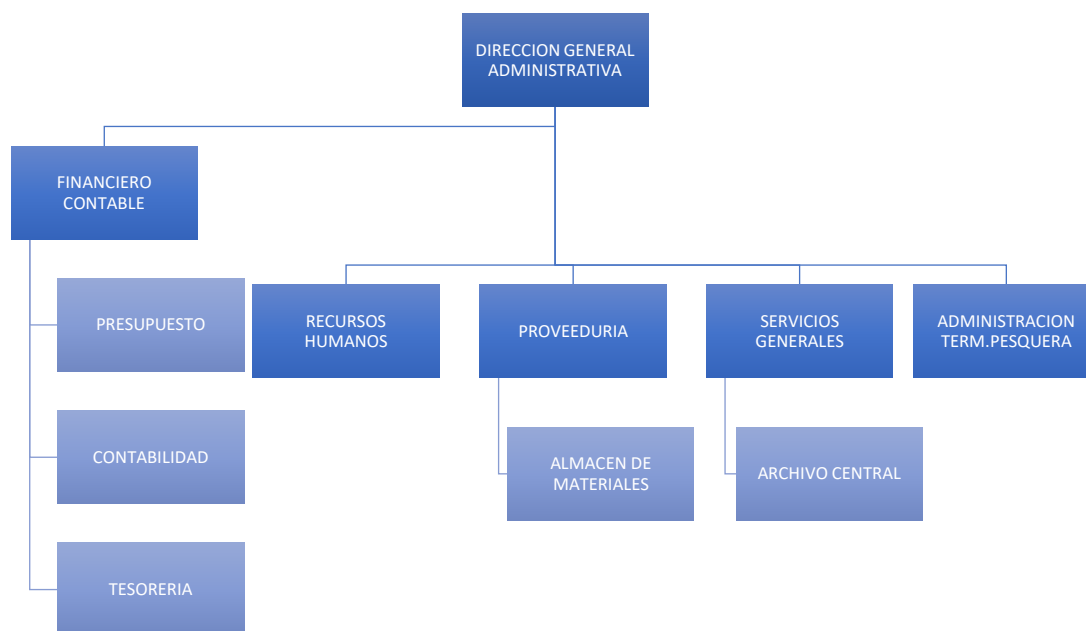 DIRECCION GENERAL
ADMINISTRATIVA
FINANCIERO
CONTABLE
PRESUPUESTO
CONTABILIDAD
TESORERIA
RECURSOS
HUMANOS
PROVEEDURIA
ALMACEN DE
MATERIALES
SERVICIOS
GENERALES
ARCHIVO CENTRAL
ADMINISTRACION
TERM.PESQUERA